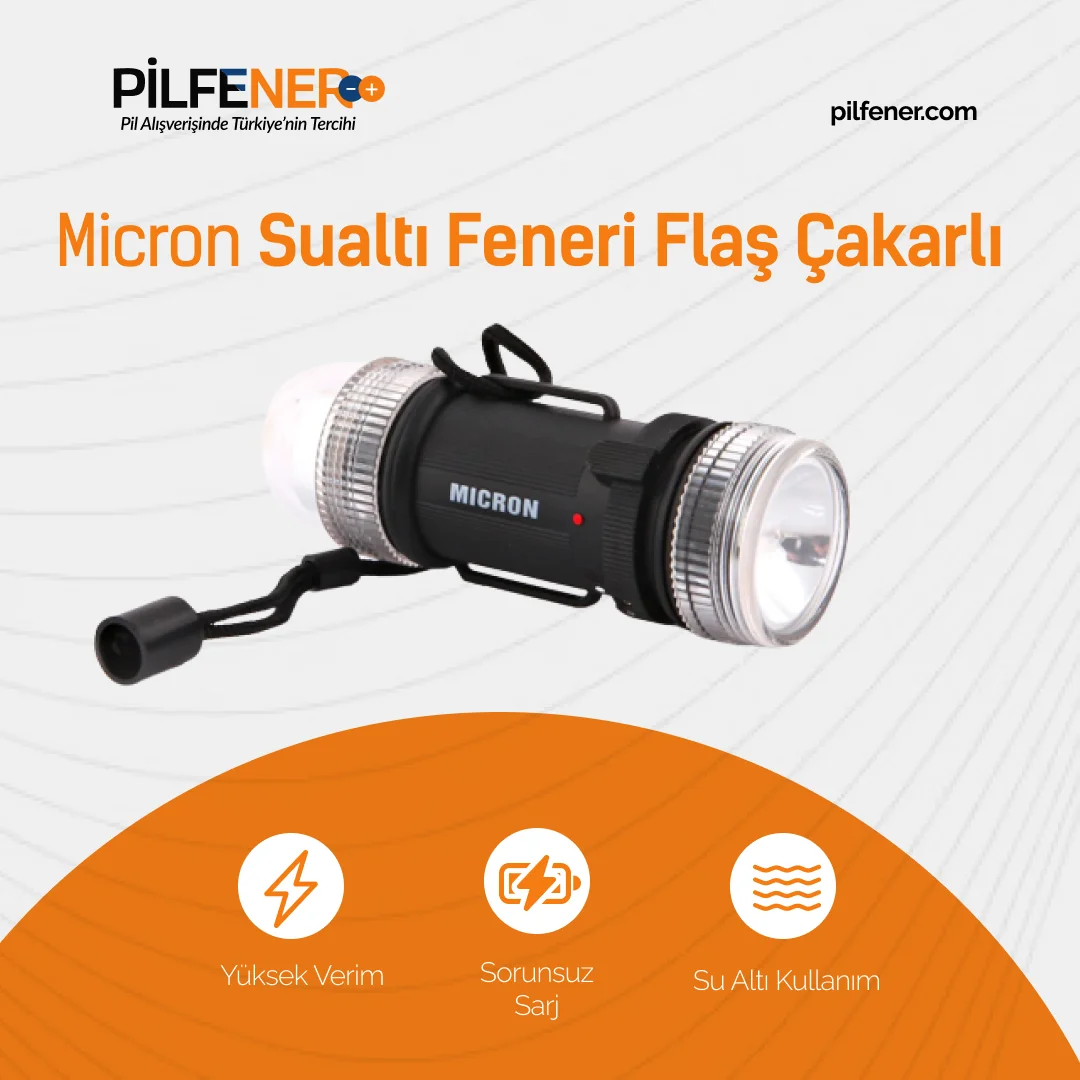 PİLFENER
Pil Alışverişinde Türkiye'nin Tercihi
pilfener.com
Micron Sualtı Feneri Flaş Çakarlı
MICRON
Yüksek Verim
Sorunsuz
Sarj
Su Altı Kullanım